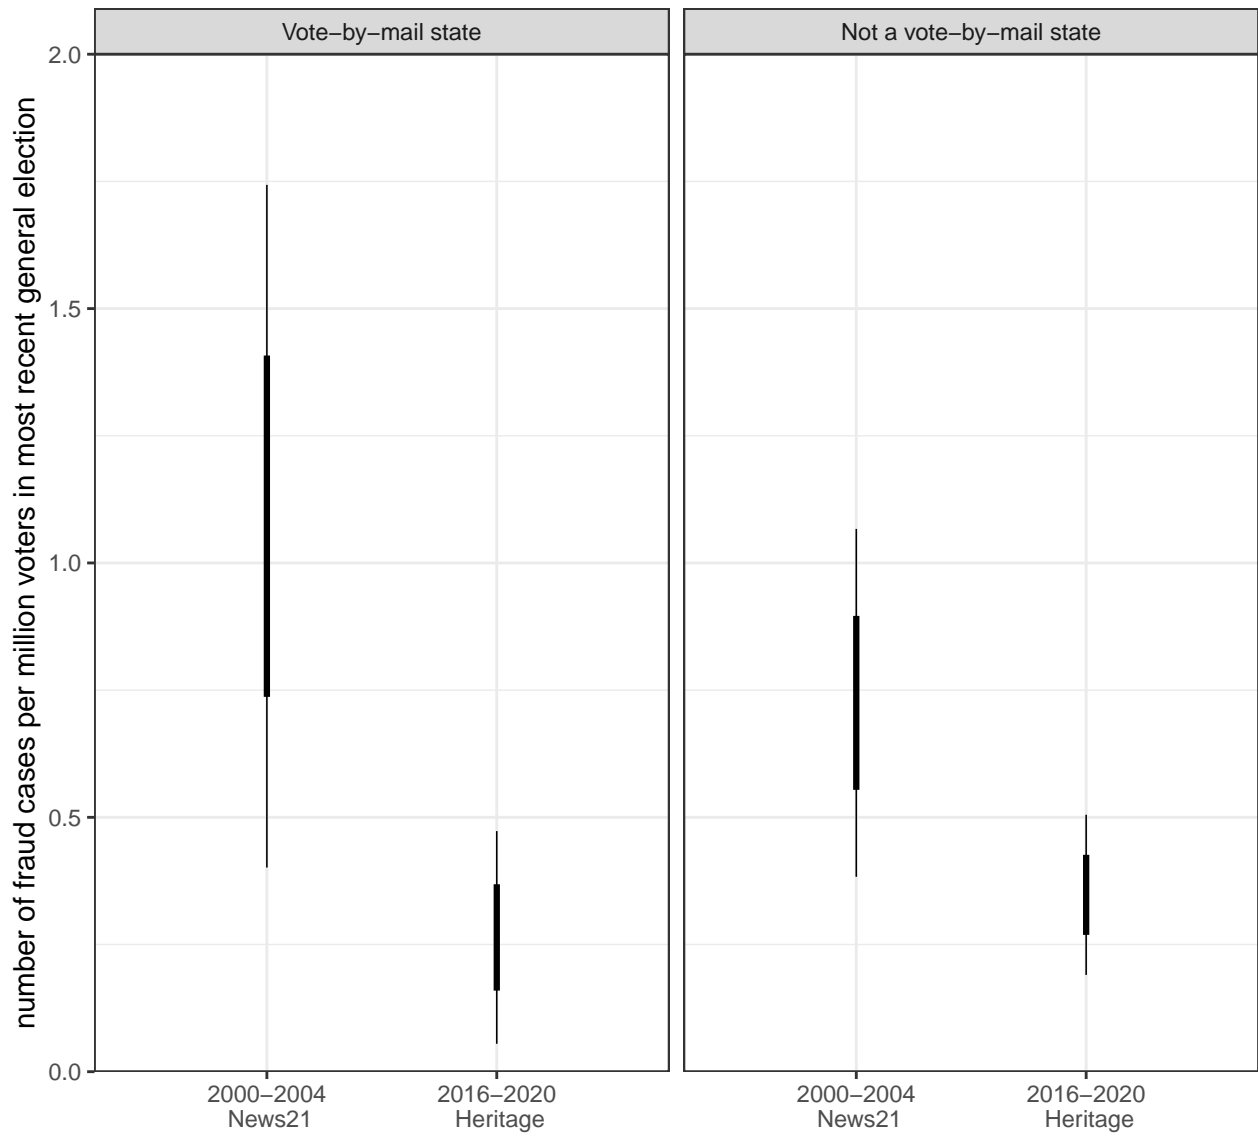 Vote−by−mail state
Not a vote−by−mail state
number of fraud cases per million voters in most recent general election
2.0
1.5
1.0
0.5
0.0
2000−2004
News21
2016−2020
Heritage
2000−2004
News21
2016−2020
Heritage